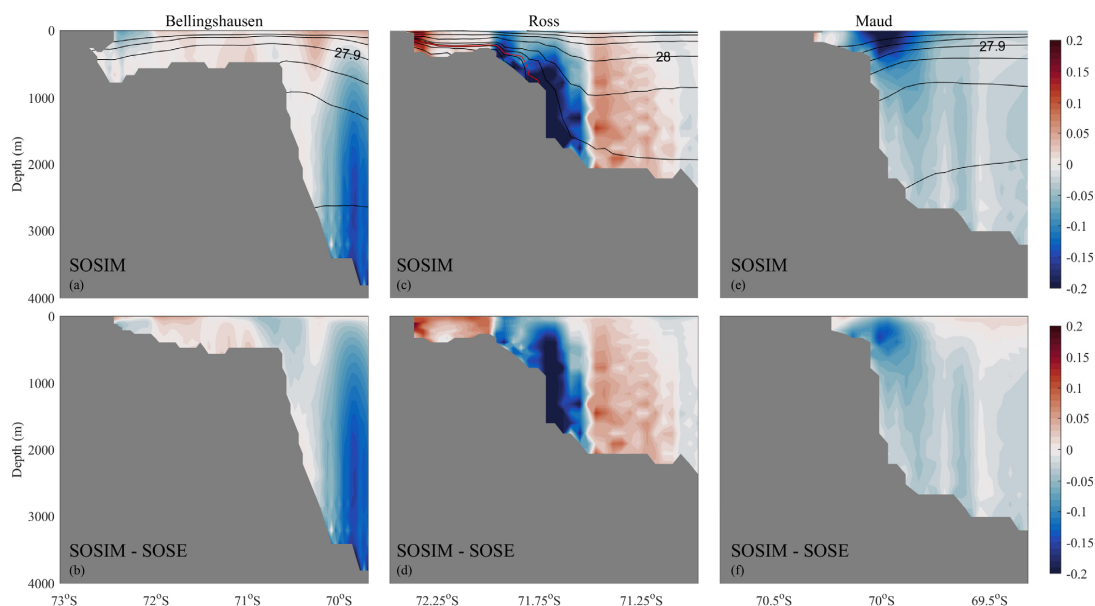 Bellingshausen Ross Maud
0
1000
2000
3000
4000
Depth (m)
27.9
SOSIM
(a)
28
SOSIM
(c)
27.9
SOSIM
(e)
0.2
0.15
0.1
0.05
0
-0.05
-0.1
-0.15
-0.2
0
1000
2000
3000
4000
Depth (m)
SOSIM - SOSE
(b)
SOSIM - SOSE
(d)
SOSIM - SOSE
(f)
0.2
0.15
0.1
0.05
0
-0.05
-0.1
-0.15
-0.2
73°S 72°S 71°S 70°S
72.25°S 71.75°S 71.25°S
70.5°S 70°S 69.5°S